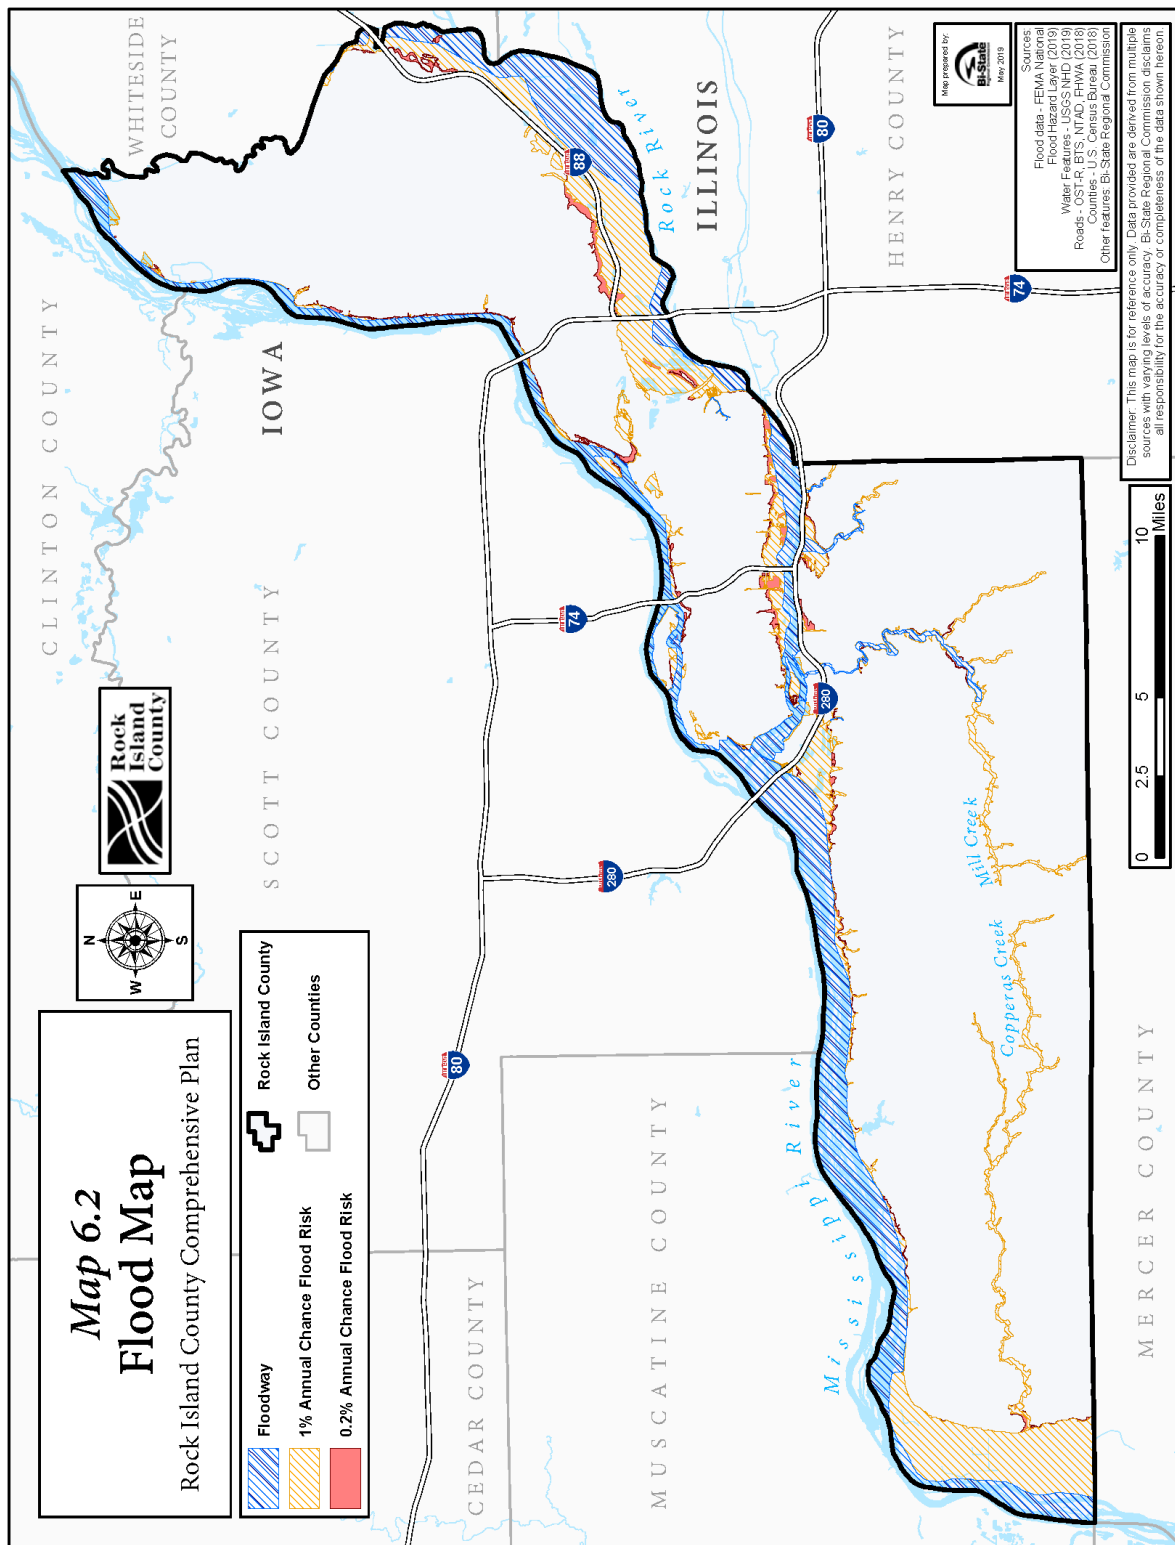 Map 6.2
Flood Map
Rock Island County Comprehensive Plan
Floodway
1% Annual Chance Flood Risk
0.2% Annual Chance Flood Risk
Rock Island County
Other Counties
N
W
E
S
Rock
Island
County
CLINTON COUNTY
WHITESIDE
COUNTY
IOWA
SCOTT COUNTY
CEDAR COUNTY
MUSCATINE COUNTY
ILLINOIS
HENRY COUNTY
MERCER COUNTY
Rock River
Mississippi River
Mill Creek
Copperas Creek
80
280
74
88
80
74
280
80
0
2.5
5
10
Miles
Map prepared by:
Bi-State
May 2019
Sources:
Flood data - FEMA National
Flood Hazard Layer (2019)
Water Features - USGS NHD (2019)
Roads - OST-R, BTS, NTAD, FHWA (2018)
Counties - U.S. Census Bureau (2018)
Other features: Bi-State Regional Commission
Disclaimer: This map is for reference only. Data provided are derived from multiple
sources with varying levels of accuracy. Bi-State Regional Commission disclaims
all responsibility for the accuracy or completeness of the data shown hereon.